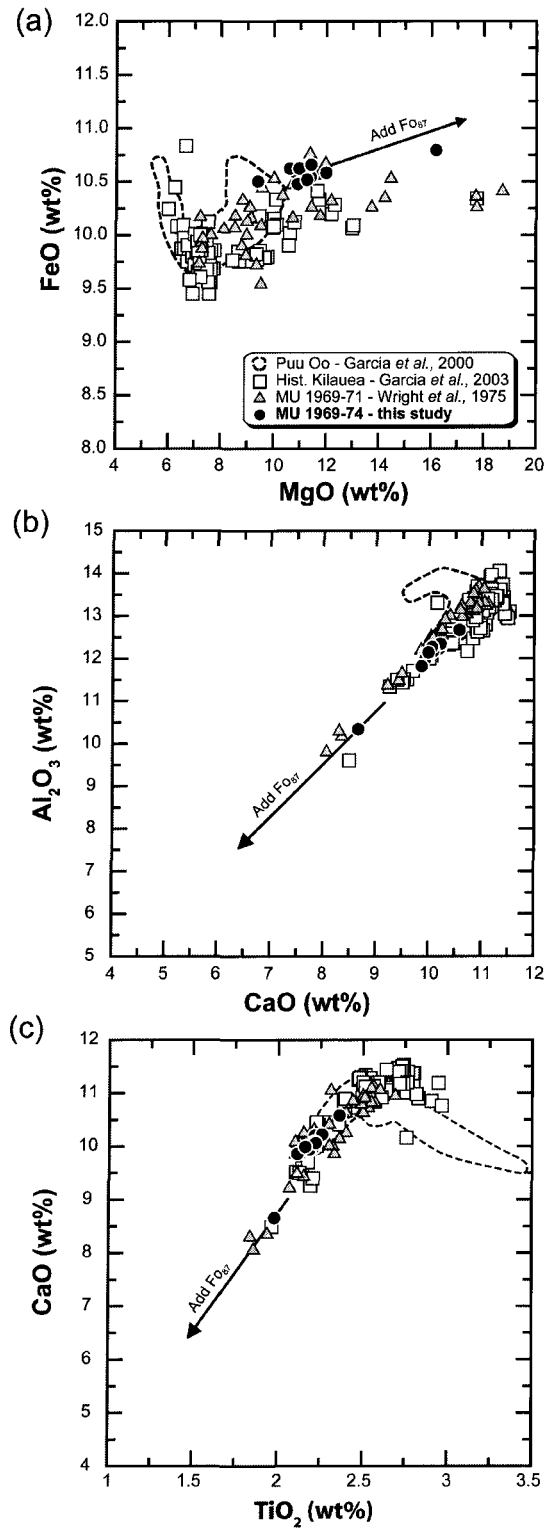 (a)
12.0
11.5
11.0
10.5
10.0
9.5
9.0
8.5
8.0
FeO (wt%)
Add Fo₈₇
Puu Oo - Garcia et al., 2000
Hist. Kilauea - Garcia et al., 2003
MU 1969-71 - Wright et al., 1975
MU 1969-74 - this study
4 6 8 10 12 14 16 18 20
MgO (wt%)
(b)
15
14
13
12
11
10
9
8
7
6
5
Al₂O₃ (wt%)
Add Fo₈₇
4 5 6 7 8 9 10 11 12
CaO (wt%)
(c)
12
11
10
9
8
7
6
5
4
CaO (wt%)
Add Fo₈₇
1 1.5 2 2.5 3 3.5
TiO₂ (wt%)